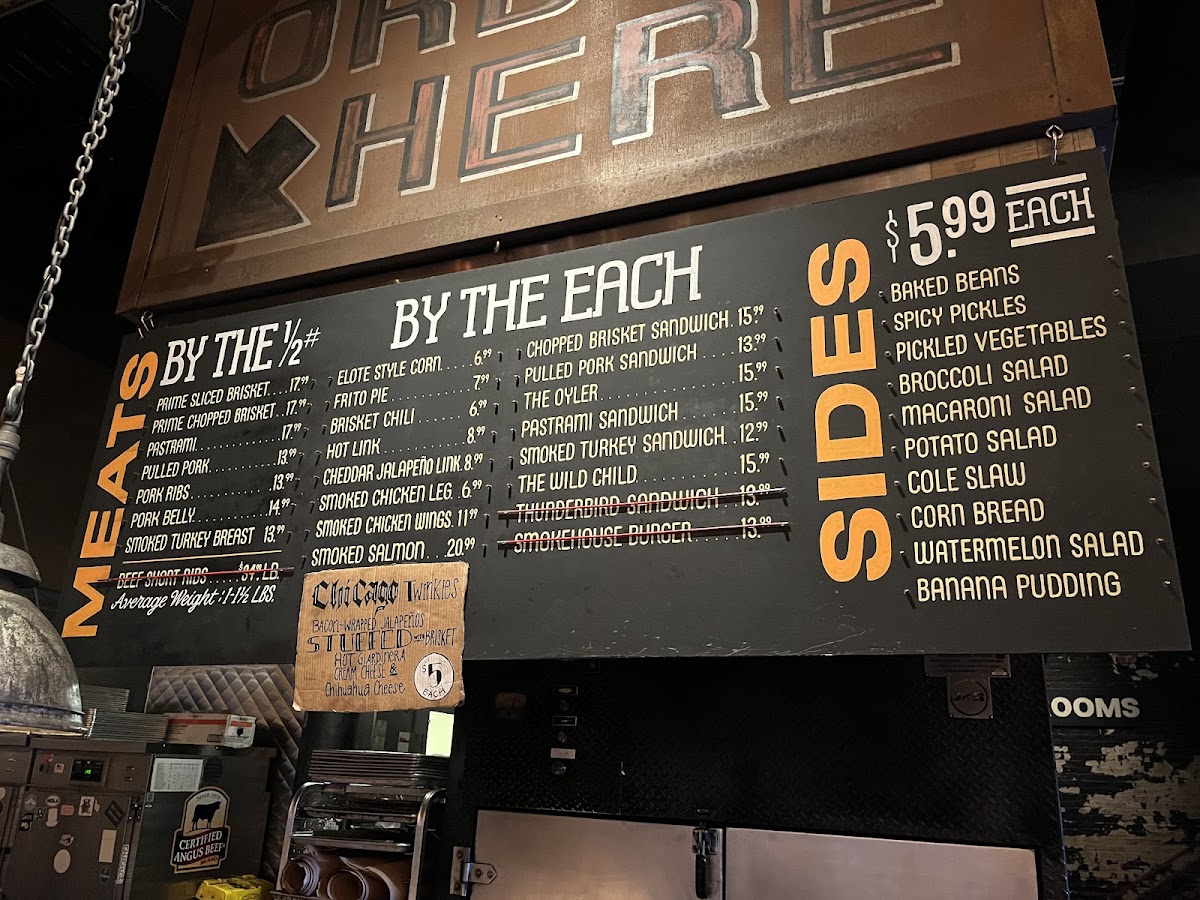 ORDER
HERE
MEATS
BY THE ½#
PRIME SLICED BRISKET...17.99
PRIME CHOPPED BRISKET..17.99
PASTRAMI............17.99
PULLED PORK.........13.99
PORK RIBS...........13.99
PORK BELLY..........14.99
SMOKED TURKEY BREAST 13.99
BEEF SHORT RIBS.....$34.99 LB.
Average Weight: 1-1½ LBS.
BY THE EACH
ELOTE STYLE CORN.....6.99
FRITO PIE...........7.99
BRISKET CHILI.......6.99
HOT LINK............8.99
CHEDDAR JALAPEÑO LINK.8.99
SMOKED CHICKEN LEG..6.99
SMOKED CHICKEN WINGS.11.99
SMOKED SALMON...20.99
CHOPPED BRISKET SANDWICH.15.99
PULLED PORK SANDWICH....13.99
THE OYLER...............15.99
PASTRAMI SANDWICH.......15.99
SMOKED TURKEY SANDWICH..12.99
THE WILD CHILD..........15.99
THUNDERBIRD SANDWICH...13.99
SMOKEHOUSE BURGER......13.99
SIDES
$5.99 EACH
BAKED BEANS
SPICY PICKLES
PICKLED VEGETABLES
BROCCOLI SALAD
MACARONI SALAD
POTATO SALAD
COLE SLAW
CORN BREAD
WATERMELON SALAD
BANANA PUDDING
Chicago Twinkies
BACON-WRAPPED JALAPEÑOS
STUFFED WITH BRISKET
HOT GIARDINERA
CREAM CHEESE &
Chihuahua Cheese
$5
EACH
OOMS
SINCE 1978
CERTIFIED
ANGUS BEEF®
BRAND